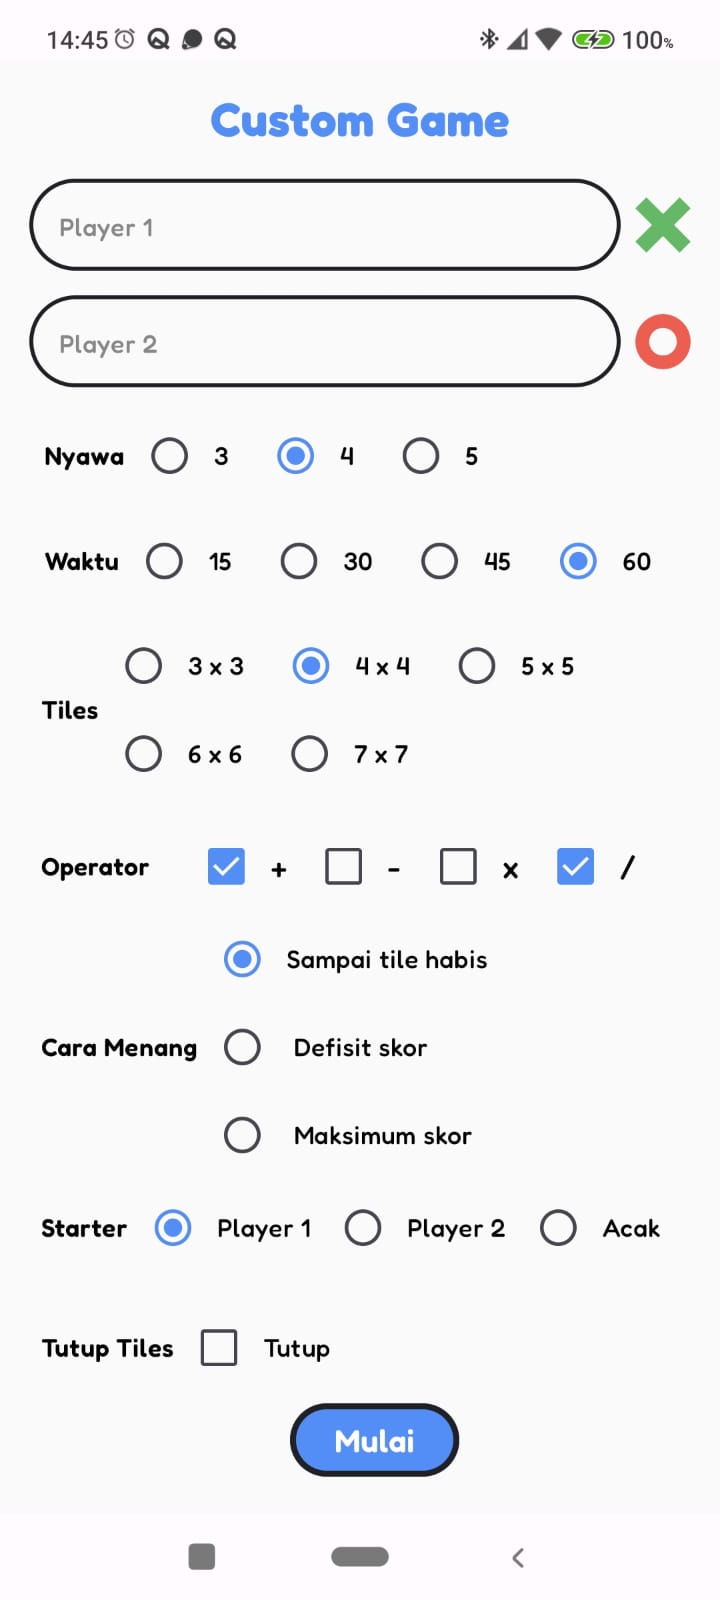 14:45 100%
Custom Game
Player 1
Player 2
Nyawa 3 4 5
Waktu 15 30 45 60
3 x 3 4 x 4 5 x 5
Tiles
6 x 6 7 x 7
Operator + - x /
Sampai tile habis
Cara Menang Defisit skor
Maksimum skor
Starter Player 1 Player 2 Acak
Tutup Tiles Tutup
Mulai